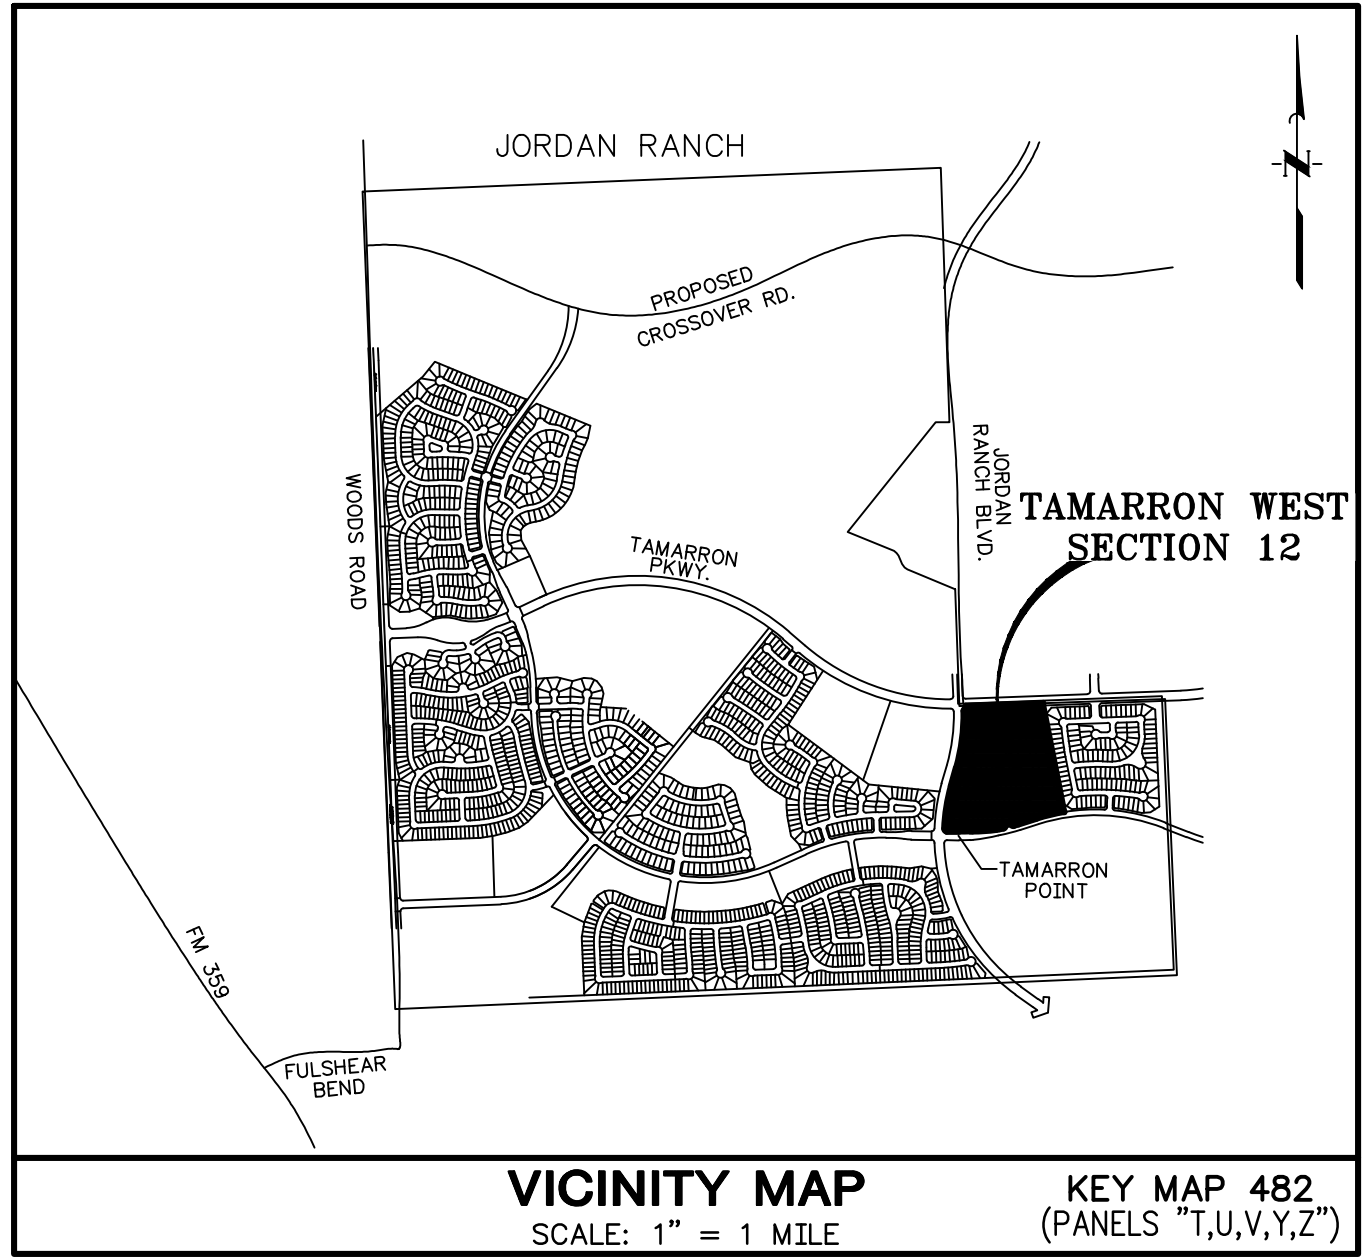 JORDAN RANCH
N
PROPOSED
CROSSOVER RD.
JORDAN
RANCH BLVD.
WOODS ROAD
TAMARRON WEST
SECTION 12
TAMARRON
PKWY.
TAMARRON
POINT
FM 359
FULSHEAR
BEND
VICINITY MAP
SCALE: 1" = 1 MILE
KEY MAP 482
(PANELS "T,U,V,Y,Z")